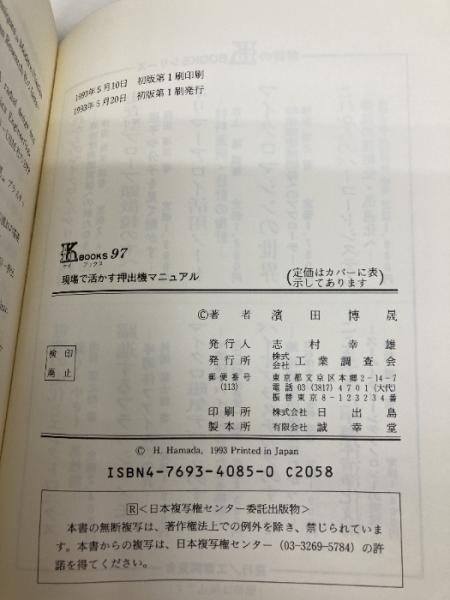 1993年5月10日 初版第1刷印刷
1993年5月20日 初版第1刷発行
K BOOKS 97
ケイ ブックス
現場で活かす押出機マニュアル
(定価はカバーに表示してあります)
©著者 濱田博晟
発行人 志村幸雄
発行所 株式会社 工業調査会
郵便番号 東京都文京区本郷2-14-7
(113) 電話 03(3817)4701(大代)
振替東京8-123234番
印刷所 株式会社 日出島
製本所 有限会社 誠幸堂
検印廃止
© H. Hamada, 1993 Printed in Japan
ISBN4-7693-4085-0 C2058
R<日本複写権センター委託出版物>
本書の無断複写は、著作権法上での例外を除き、禁じられていま
す。本書からの複写は、日本複写権センター(03-3269-5784)の許
諾を得てください。